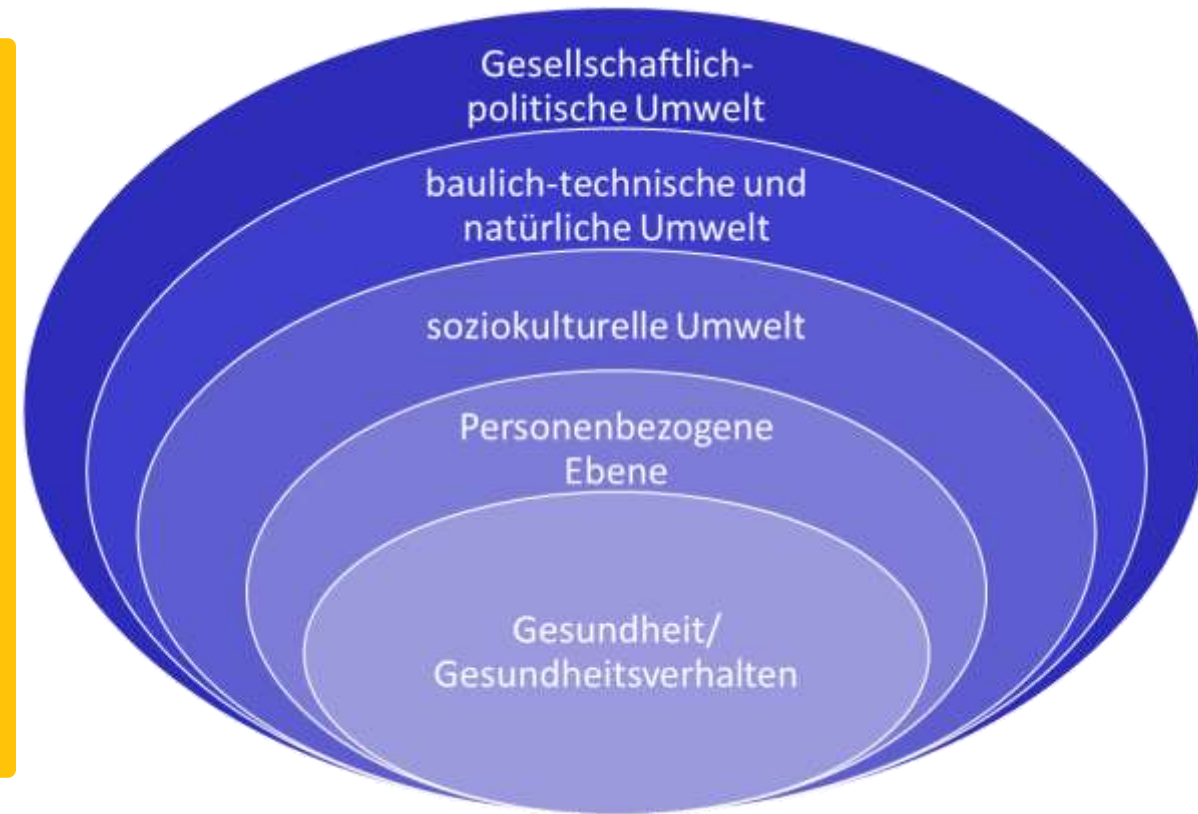 Gesellschaftlich-
politische Umwelt
baulich-technische und
natürliche Umwelt
soziokulturelle Umwelt
Personenbezogene
Ebene
Gesundheit/
Gesundheitsverhalten